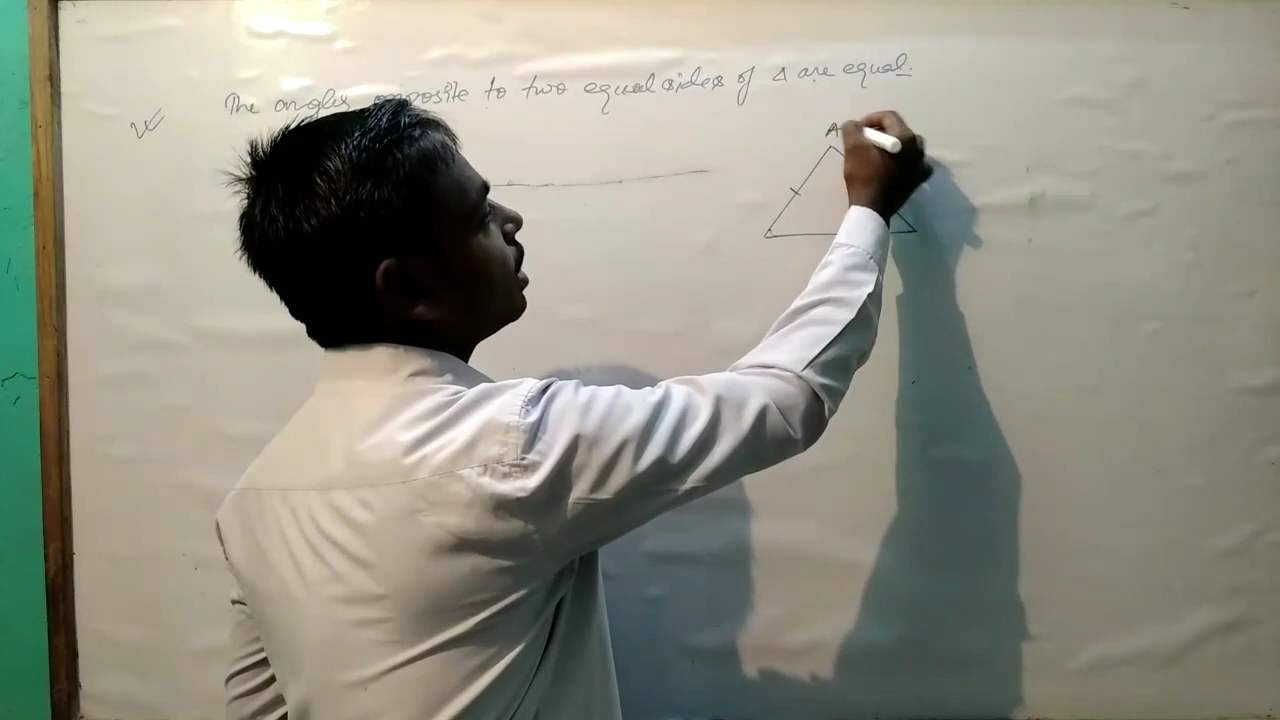 The angles opposite to two equal sides of Δ are equal.
A